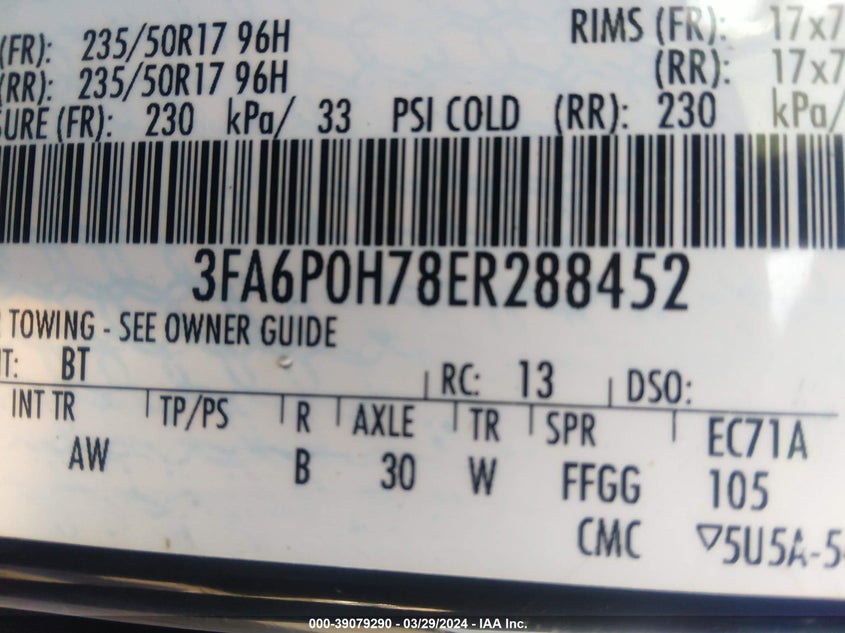 (FR): 235/50R17 96H RIMS (FR): 17x7
(RR): 235/50R17 96H (RR): 17x7
SURE (FR): 230 kPa/ 33 PSI COLD (RR): 230 kPa/
3FA6P0H78ER288452
R TOWING - SEE OWNER GUIDE
T: BT RC: 13 DSO:
INT TR TP/PS R AXLE TR SPR EC71A
AW B 30 W FFGG 105
CMC ▽5U5A-5
000-39079290 - 03/29/2024 - IAA Inc.